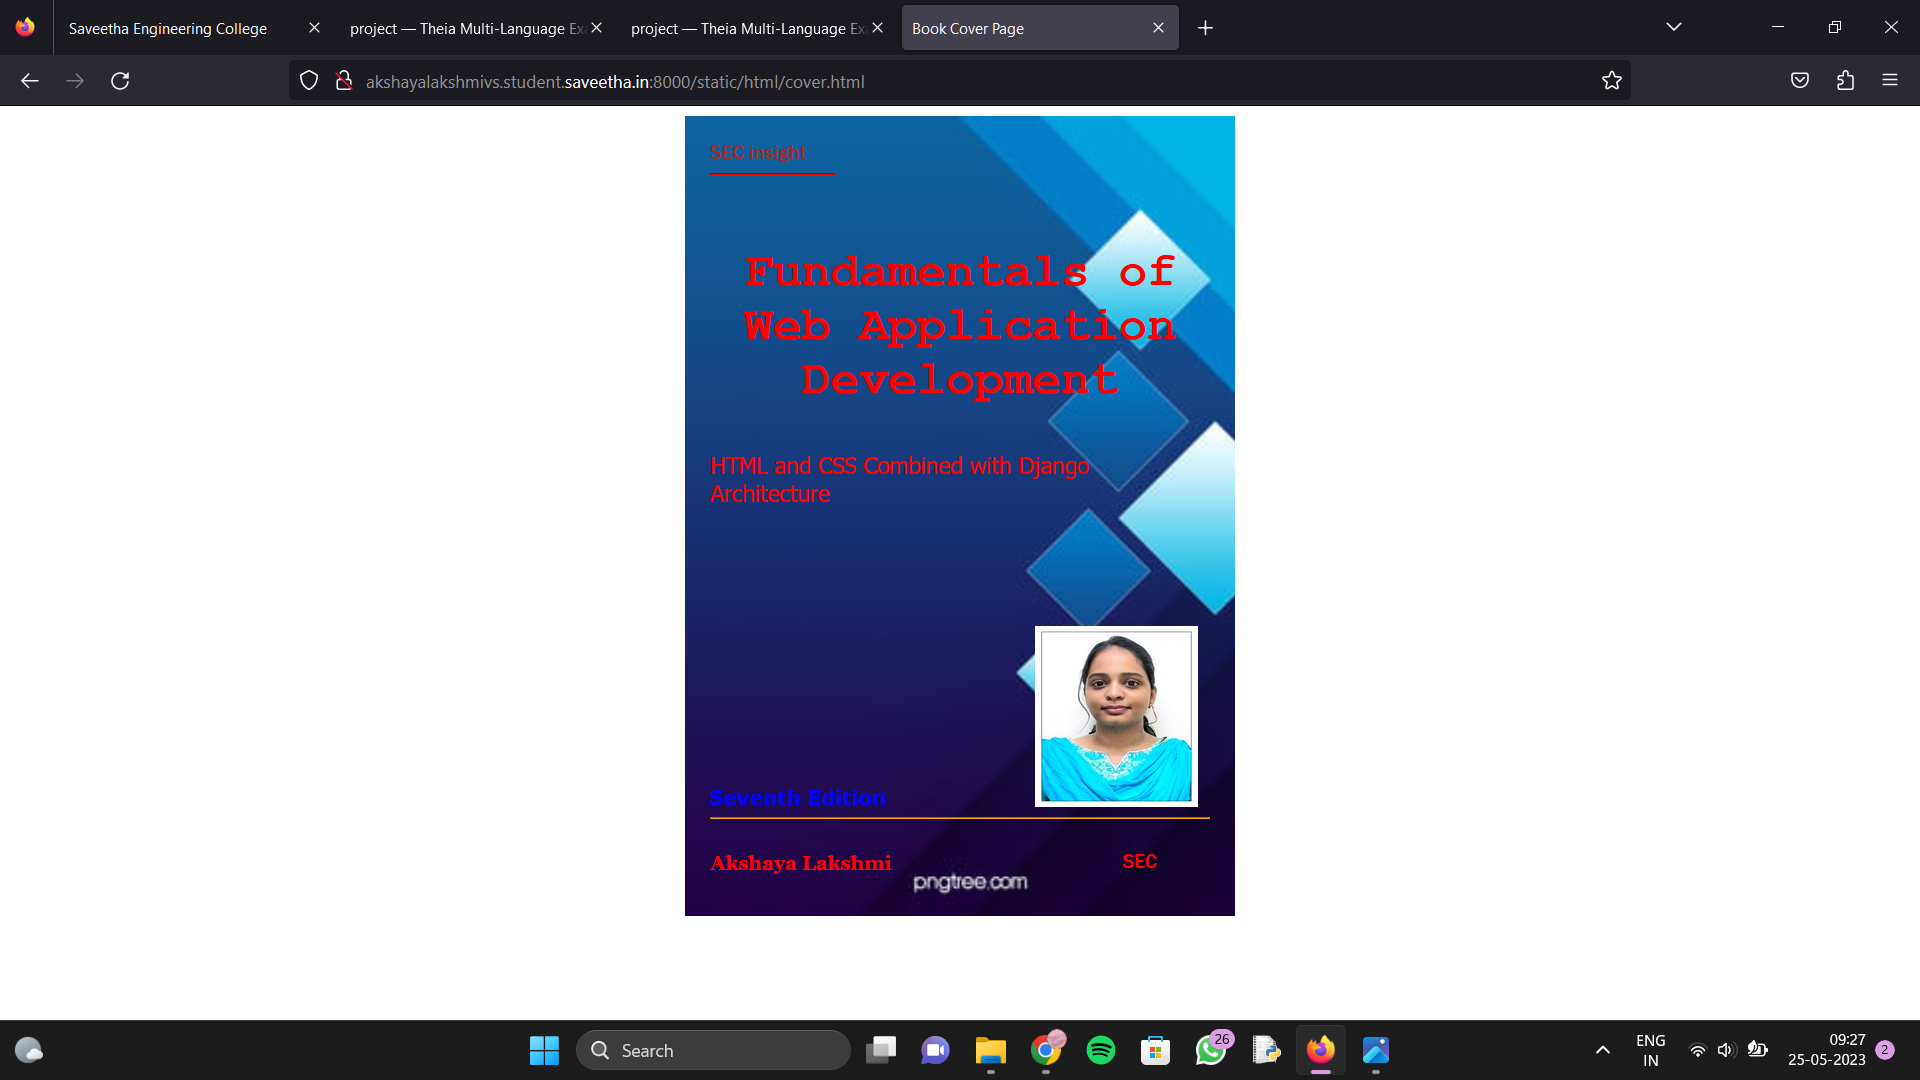 Saveetha Engineering College
project — Theia Multi-Language Ex
project — Theia Multi-Language Ex
Book Cover Page
akshayalakshmivs.student.saveetha.in:8000/static/html/cover.html
SEC insight
Fundamentals of
Web Application
Development
HTML and CSS Combined with Django
Architecture
Seventh Edition
Akshaya Lakshmi
SEC
pngtree.com
Search
26
ENG
IN
09:27
25-05-2023
2